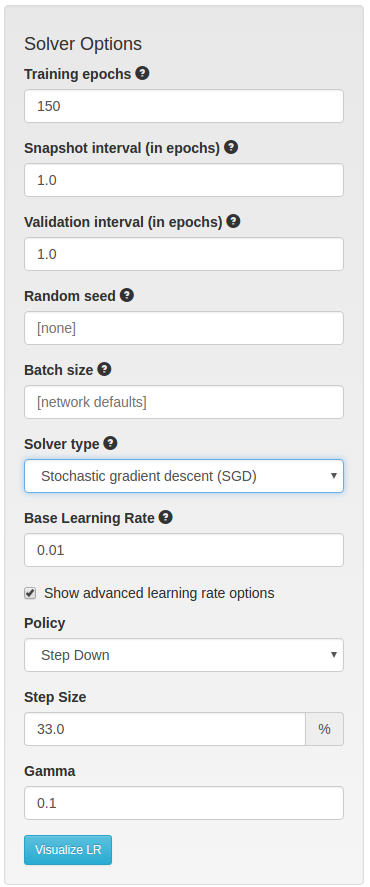 Solver Options
Training epochs ?
150
Snapshot interval (in epochs) ?
1.0
Validation interval (in epochs) ?
1.0
Random seed ?
[none]
Batch size ?
[network defaults]
Solver type ?
Stochastic gradient descent (SGD)
Base Learning Rate ?
0.01
Show advanced learning rate options
Policy
Step Down
Step Size
33.0 %
Gamma
0.1
Visualize LR